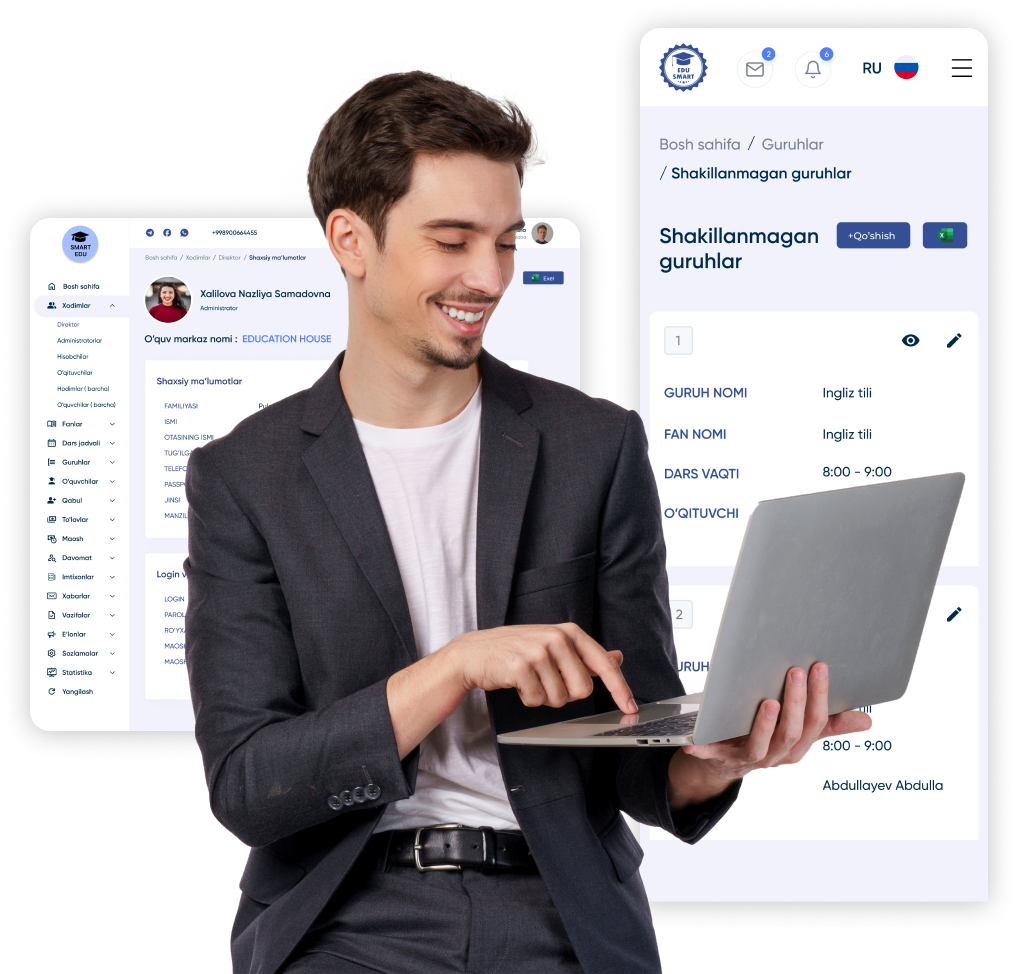 SMART
EDU
+998900664455
Bosh sahifa / Xodimlar / Direktor / Shaxsiy ma'lumotlar
Exel
Xalilova Nazliya Samadovna
Administrator
O'quv markaz nomi : EDUCATION HOUSE
Bosh sahifa
Xodimlar
Direktor
Administratorlar
Hisobchilar
O'qituvchilar
Hodimlar ( barcha)
O'quvchilar ( barcha)
Fanlar
Dars jadvali
Guruhlar
O'quvchilar
Qabul
To'lovlar
Maosh
Davomat
Imtixonlar
Xabarlar
Vazifalar
E'lonlar
Sozlamalar
Statistika
Yangilash
Shaxsiy ma'lumotlar
FAMILIYASI
ISMI
OTASINING ISMI
JINSI
LOGIN
EDU
SMART
2
6
RU
Bosh sahifa / Guruhlar
/ Shakillanmagan guruhlar
Shakillanmagan
guruhlar
+Qo'shish
1
GURUH NOMI Ingliz tili
FAN NOMI Ingliz tili
DARS VAQTI 8:00 - 9:00
O'QITUVCHI
2
8:00 - 9:00
Abdullayev Abdulla